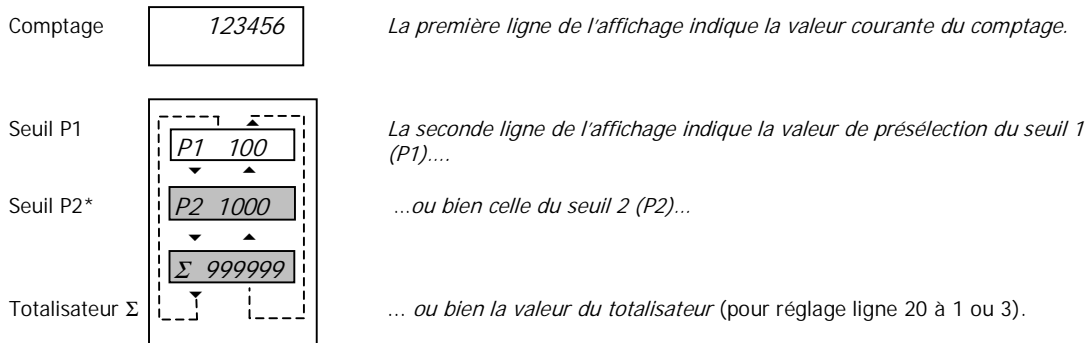 Comptage 123456 La première ligne de l'affichage indique la valeur courante du comptage.
Seuil P1 P1 100 La seconde ligne de l'affichage indique la valeur de présélection du seuil 1
(P1)....
Seuil P2* P2 1000 ...ou bien celle du seuil 2 (P2)...
Σ 999999
Totalisateur Σ ... ou bien la valeur du totalisateur (pour réglage ligne 20 à 1 ou 3).